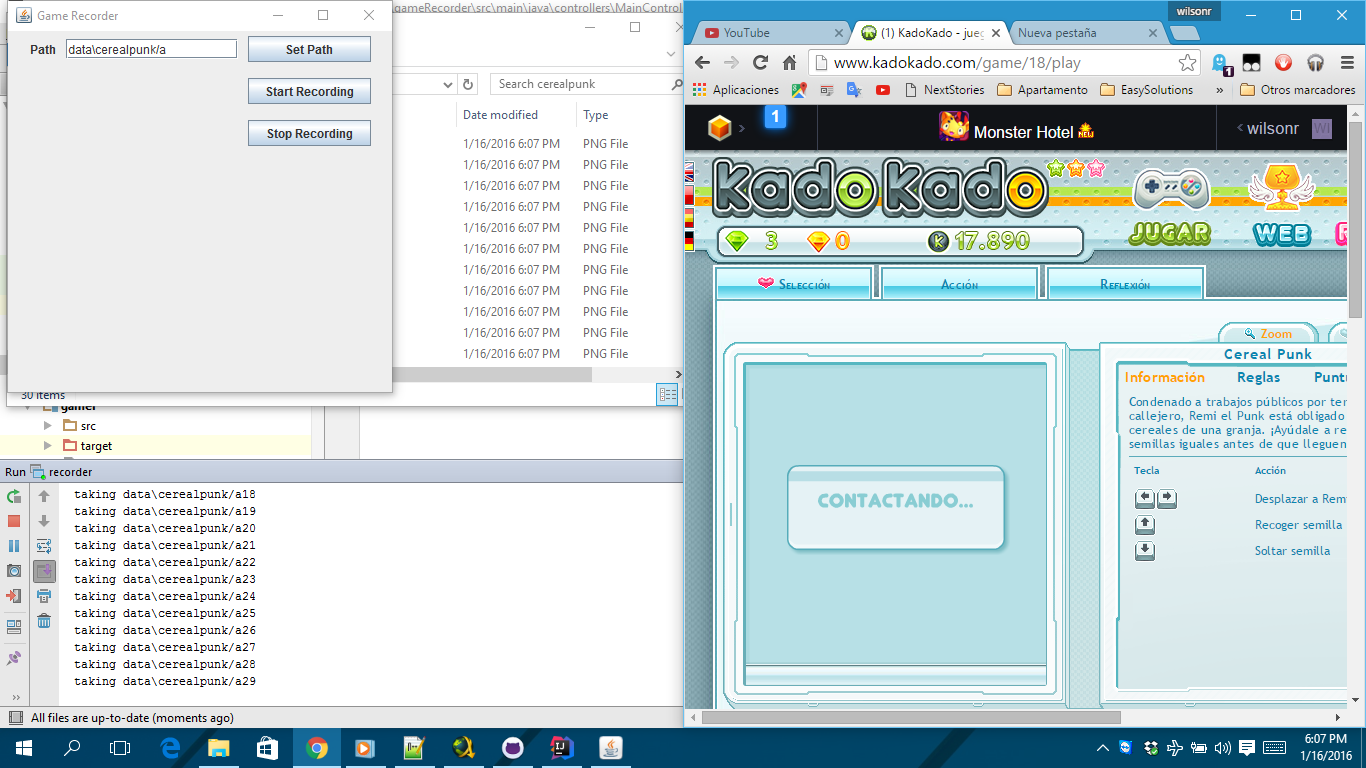 Game Recorder
Path data\cerealpunk/a Set Path
Start Recording
Stop Recording
.gameRecorder\src\main\java\controllers\MainControl
Search cerealpunk
Date modified Type
1/16/2016 6:07 PM PNG File
1/16/2016 6:07 PM PNG File
1/16/2016 6:07 PM PNG File
1/16/2016 6:07 PM PNG File
1/16/2016 6:07 PM PNG File
1/16/2016 6:07 PM PNG File
1/16/2016 6:07 PM PNG File
1/16/2016 6:07 PM PNG File
1/16/2016 6:07 PM PNG File
1/16/2016 6:07 PM PNG File
1/16/2016 6:07 PM PNG File
30 items
gamer
src
target
Run recorder
taking data\cerealpunk/a18
taking data\cerealpunk/a19
taking data\cerealpunk/a20
taking data\cerealpunk/a21
taking data\cerealpunk/a22
taking data\cerealpunk/a23
taking data\cerealpunk/a24
taking data\cerealpunk/a25
taking data\cerealpunk/a26
taking data\cerealpunk/a27
taking data\cerealpunk/a28
taking data\cerealpunk/a29
All files are up-to-date (moments ago)
wilsonr
YouTube (1) KadoKado - jueg Nueva pestaña
www.kadokado.com/game/18/play
1
Aplicaciones NextStories Apartamento EasySolutions » Otros marcadores
1 Monster Hotel NEW wilsonr WI
KadoKado
3 0 K 17.890
JUGAR WEB R
Selección Acción Reflexión
Zoom
CONTACTANDO...
Cereal Punk
Información Reglas Puntu
Condenado a trabajos públicos por ter
callejero, Remi el Punk está obligado
cereales de una granja. ¡Ayúdale a re
semillas iguales antes de que lleguen
Tecla Acción
Desplazar a Rem
Recoger semilla
Soltar semilla
6:07 PM
1/16/2016